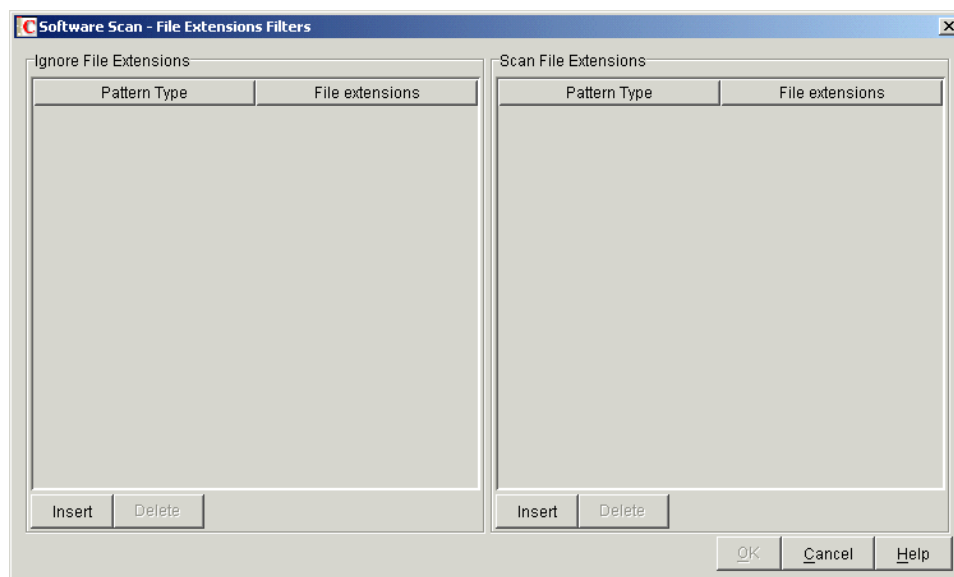 Software Scan - File Extensions Filters
Ignore File Extensions
Pattern Type File extensions
Insert Delete
Scan File Extensions
Pattern Type File extensions
Insert Delete
OK Cancel Help